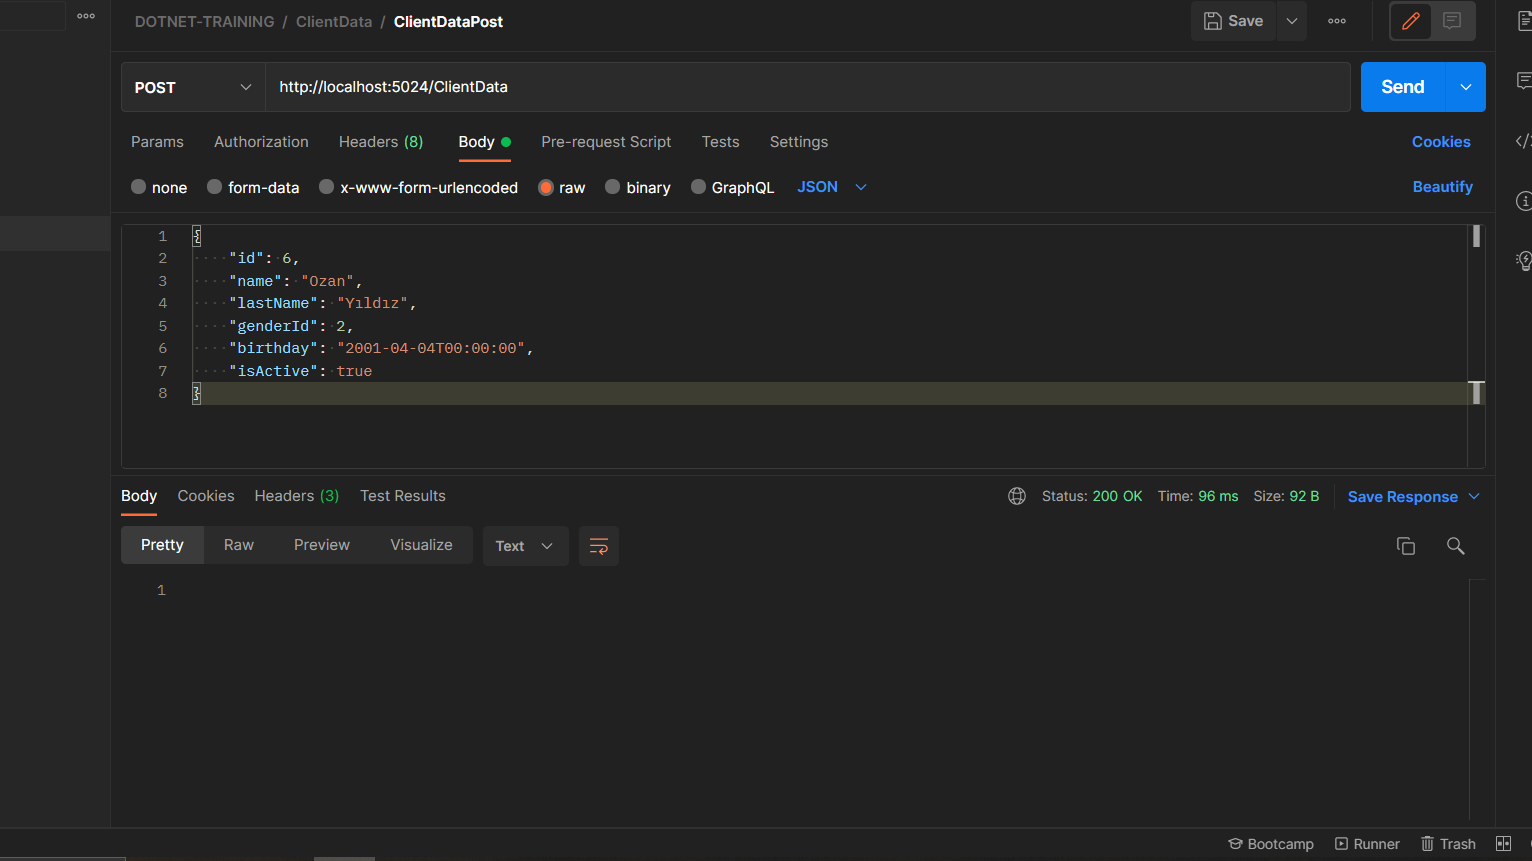 DOTNET-TRAINING / ClientData / ClientDataPost
Save
POST
http://localhost:5024/ClientData
Send
Params Authorization Headers (8) Body Pre-request Script Tests Settings Cookies
none form-data x-www-form-urlencoded raw binary GraphQL JSON Beautify
1 {
2 "id": 6,
3 "name": "Ozan",
4 "lastName": "Yıldız",
5 "genderId": 2,
6 "birthday": "2001-04-04T00:00:00",
7 "isActive": true
8 }
Body Cookies Headers (3) Test Results Status: 200 OK Time: 96 ms Size: 92 B Save Response
Pretty Raw Preview Visualize Text
1
Bootcamp Runner Trash